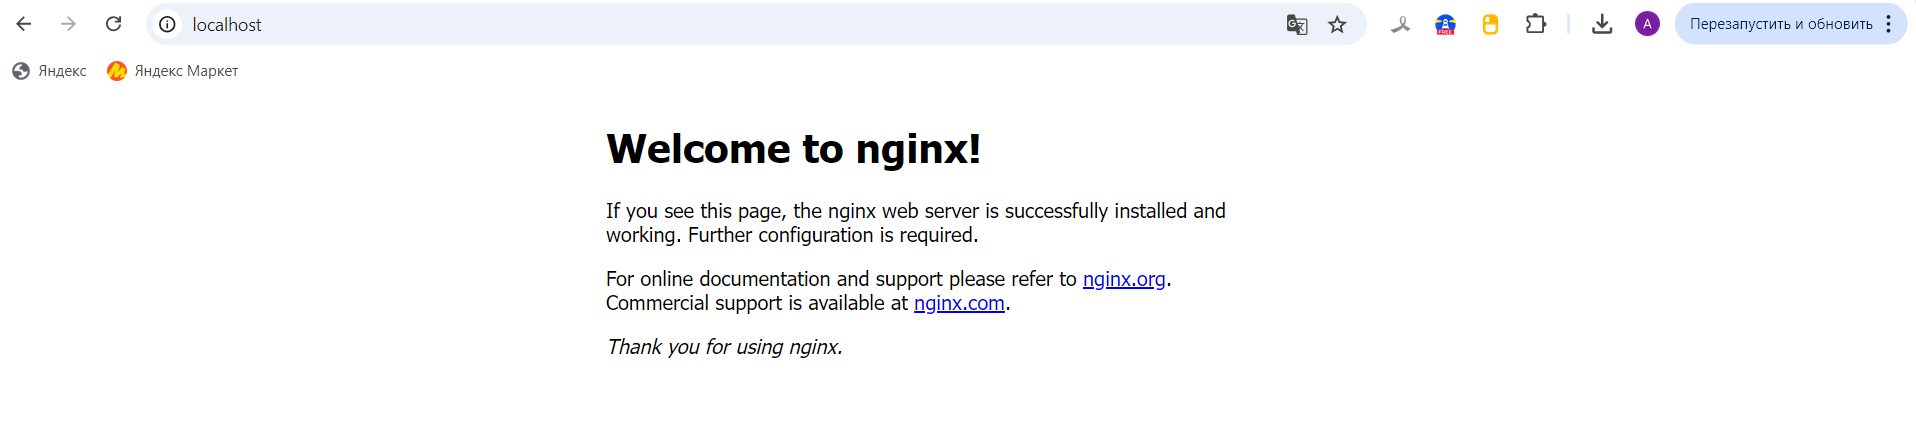 localhost
FREE
A
Перезапустить и обновить
Яндекс
Яндекс Маркет
Welcome to nginx!
If you see this page, the nginx web server is successfully installed and
working. Further configuration is required.
For online documentation and support please refer to nginx.org.
Commercial support is available at nginx.com.
Thank you for using nginx.